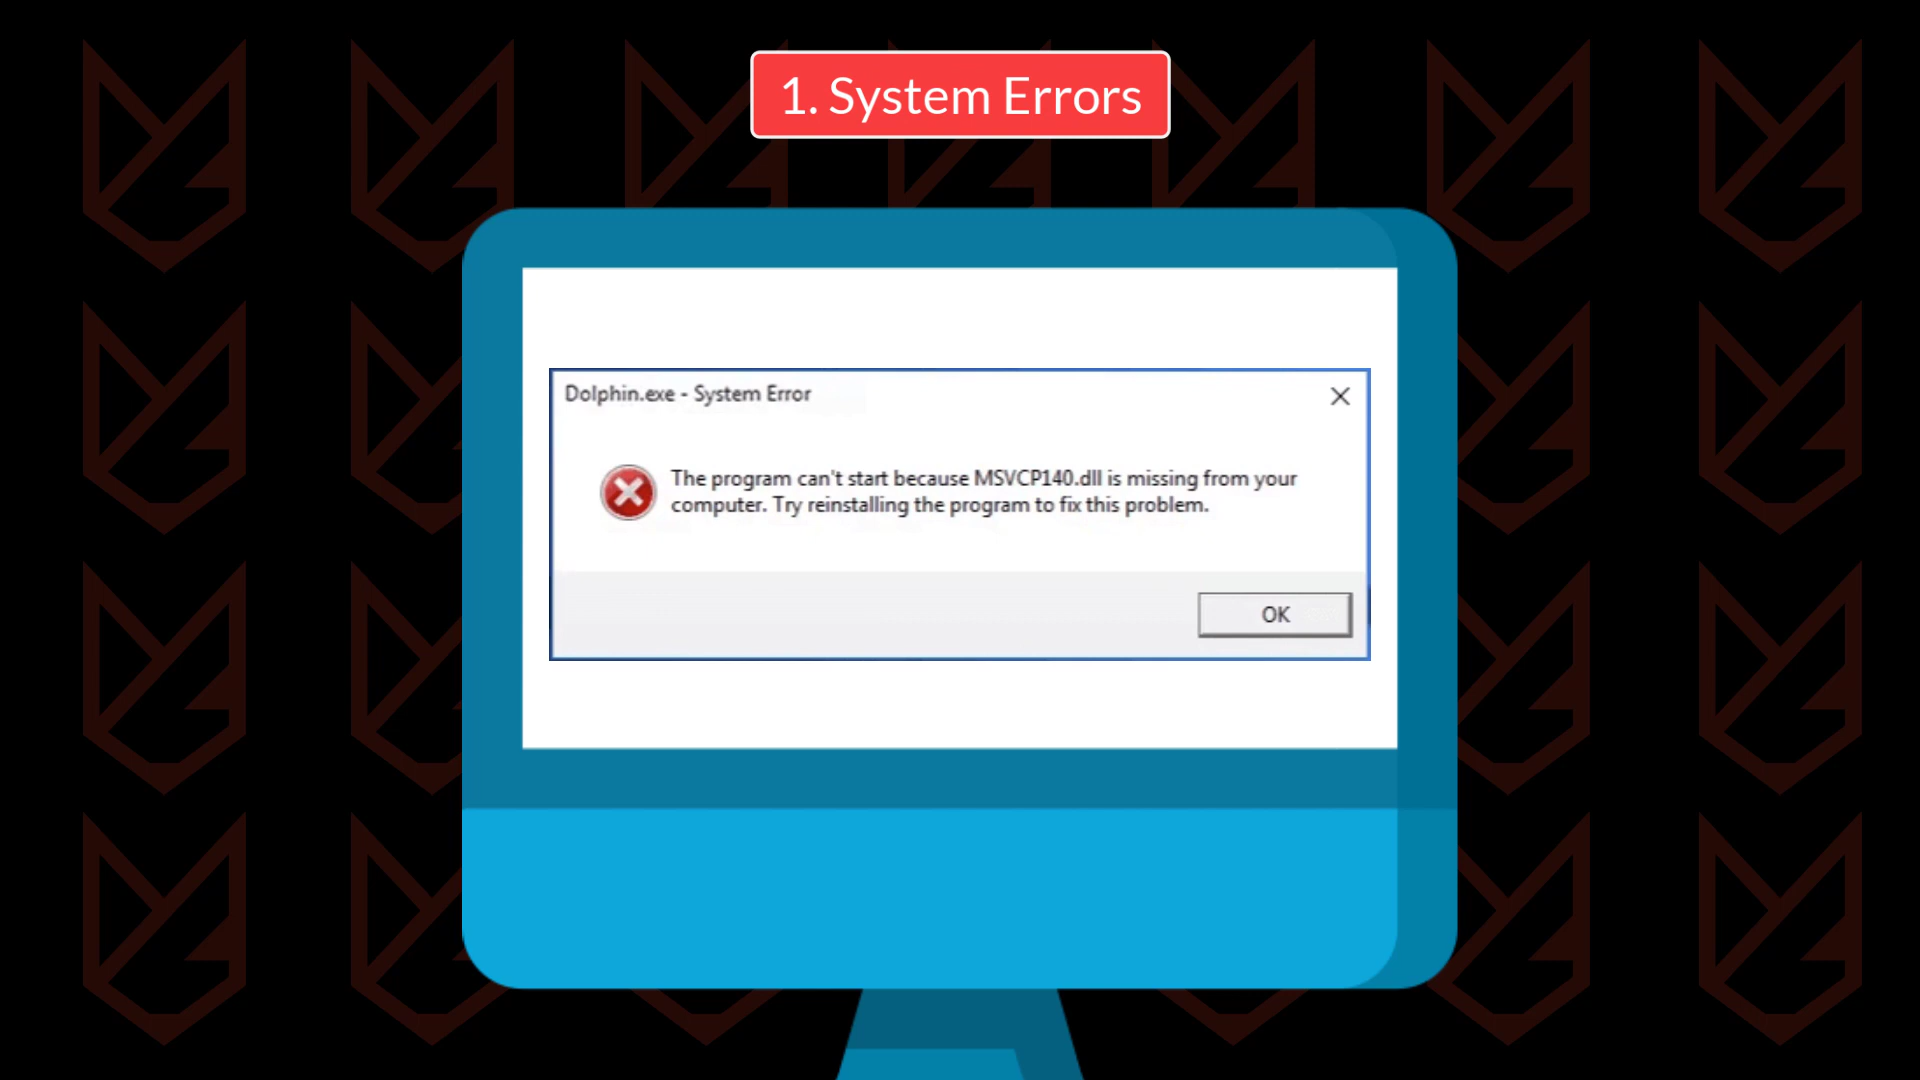 1. System Errors
Dolphin.exe - System Error
The program can't start because MSVCP140.dll is missing from your
computer. Try reinstalling the program to fix this problem.
OK